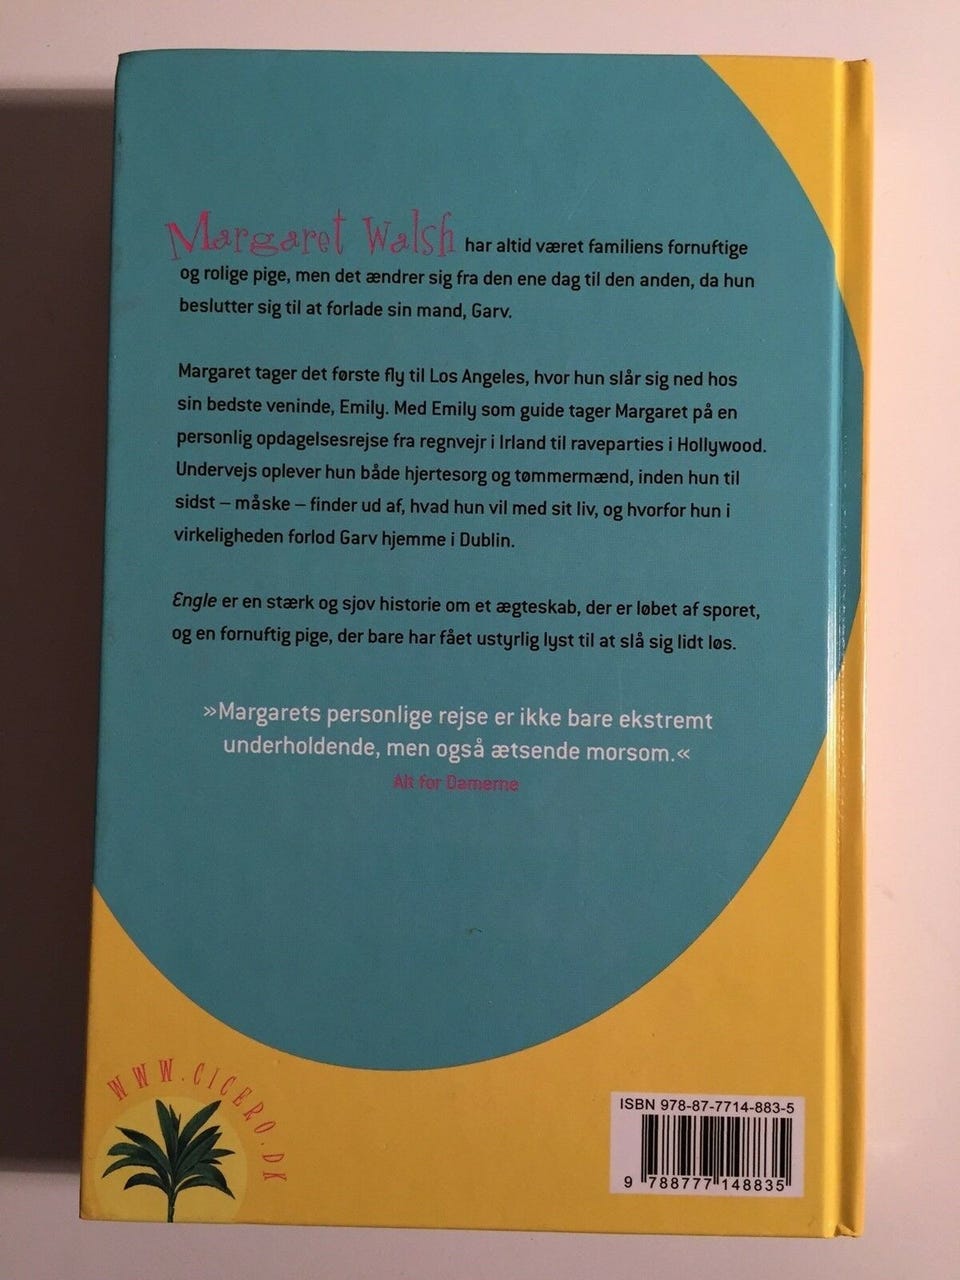 Margaret Walsh har altid været familiens fornuftige
og rolige pige, men det ændrer sig fra den ene dag til den anden, da hun
beslutter sig til at forlade sin mand, Garv.
Margaret tager det første fly til Los Angeles, hvor hun slår sig ned hos
sin bedste veninde, Emily. Med Emily som guide tager Margaret på en
personlig opdagelsesrejse fra regnvejr i Irland til raveparties i Hollywood.
Undervejs oplever hun både hjertesorg og tømmermænd, inden hun til
sidst – måske – finder ud af, hvad hun vil med sit liv, og hvorfor hun i
virkeligheden forlod Garv hjemme i Dublin.
Engle er en stærk og sjov historie om et ægteskab, der er løbet af sporet,
og en fornuftig pige, der bare har fået ustyrlig lyst til at slå sig lidt løs.
»Margarets personlige rejse er ikke bare ekstremt
underholdende, men også ætsende morsom.«
Alt for Damerne
WWW.CICERO.DK
ISBN 978-87-7714-883-5
9 788777 148835